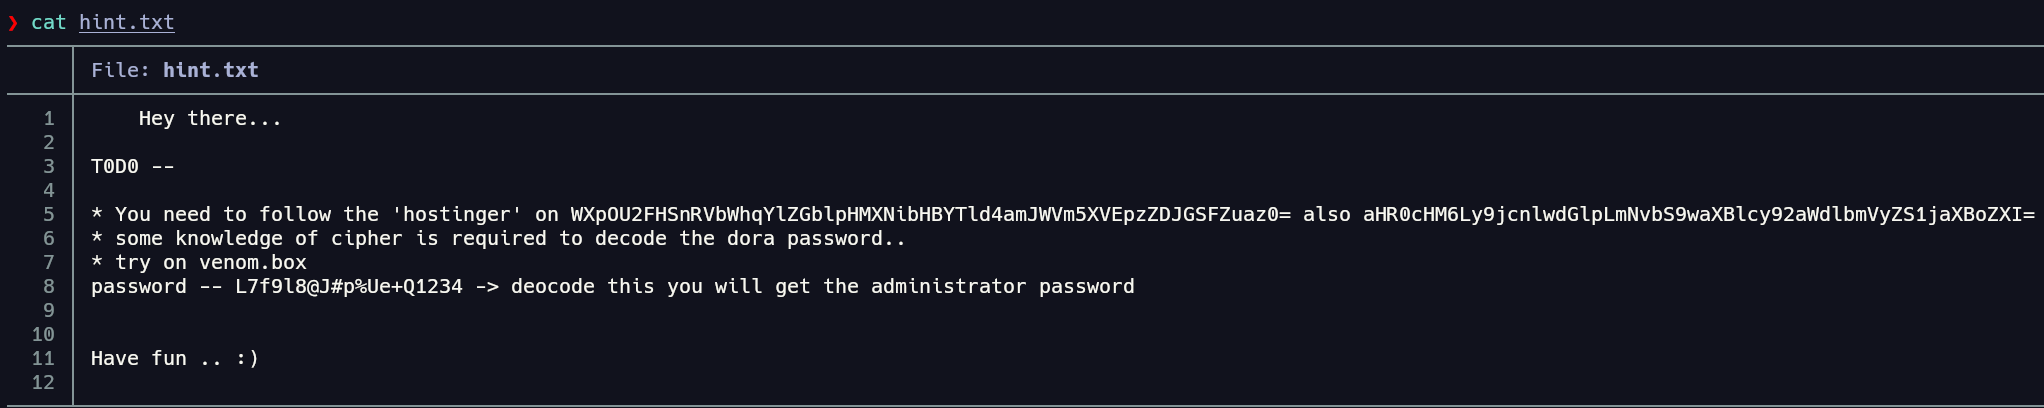 ❯ cat hint.txt
File: hint.txt
1     Hey there...
2
3 T0D0 --
4
5 * You need to follow the 'hostinger' on WXpOU2FHSnRVbWhqYlZGblpHMXNibHBYTld4amJWVm5XVEpzZDJGSFZuaz0= also aHR0cHM6Ly9jcnlwdGlpLmNvbS9waXBlcy92aWdlbmVyZS1jaXBoZXI=
6 * some knowledge of cipher is required to decode the dora password..
7 * try on venom.box
8 password -- L7f9l8@J#p%Ue+Q1234 -> deocode this you will get the administrator password
9
10
11 Have fun .. :)
12